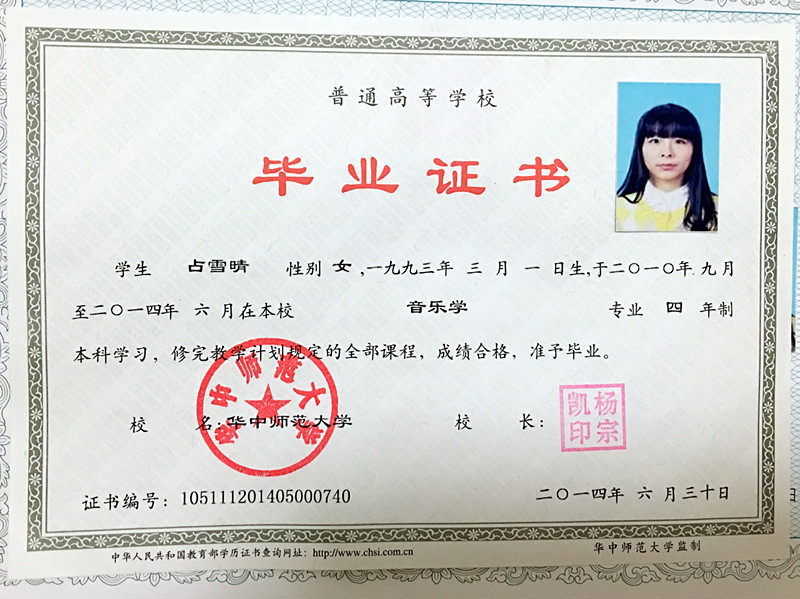 普通高等学校
毕业证书
学生 占雪晴 性别 女,一九九三年 三 月 一 日生,于二〇一〇年 九月
至二〇一四年 六 月在本校 音乐学 专业 四 年制
本科学习,修完教学计划规定的全部课程,成绩合格,准予毕业。
华中师范大学
校 名:华中师范大学 校 长:
杨宗凯印
证书编号:105111201405000740 二〇一四年 六 月三十日
中华人民共和国教育部学历证书查询网址:http://www.chsi.com.cn 华中师范大学监制